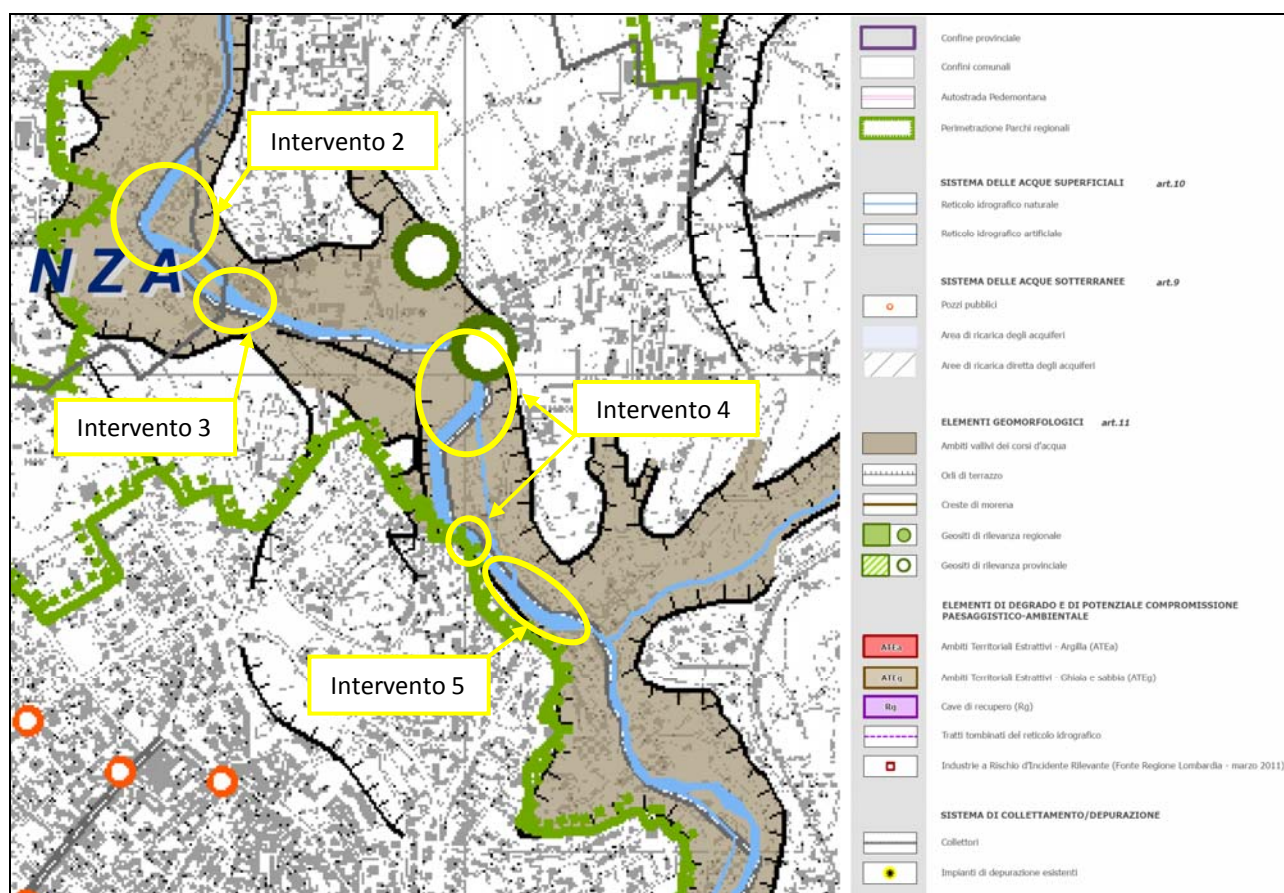 Intervento 2
N Z A
Intervento 3
Intervento 4
Intervento 5
Confine provinciale
Confini comunali
Autostrada Pedemontana
Perimetrazione Parchi regionali
SISTEMA DELLE ACQUE SUPERFICIALI art.10
Reticolo idrografico naturale
Reticolo idrografico artificiale
SISTEMA DELLE ACQUE SOTTERRANEE art.9
Pozzi pubblici
Area di ricarica degli acquiferi
Aree di ricarica diretta degli acquiferi
ELEMENTI GEOMORFOLOGICI art.11
Ambiti vallivi dei corsi d'acqua
Orli di terrazzo
Creste di morena
Geositi di rilevanza regionale
Geositi di rilevanza provinciale
ELEMENTI DI DEGRADO E DI POTENZIALE COMPROMISSIONE
PAESAGGISTICO-AMBIENTALE
ATEa Ambiti Territoriali Estrattivi - Argilla (ATEa)
ATEg Ambiti Territoriali Estrattivi - Ghiaia e sabbia (ATEg)
Rg Cave di recupero (Rg)
Tratti tombinati del reticolo idrografico
Industrie a Rischio d'Incidente Rilevante (Fonte Regione Lombardia - marzo 2011)
SISTEMA DI COLLETTAMENTO/DEPURAZIONE
Collettori
Impianti di depurazione esistenti